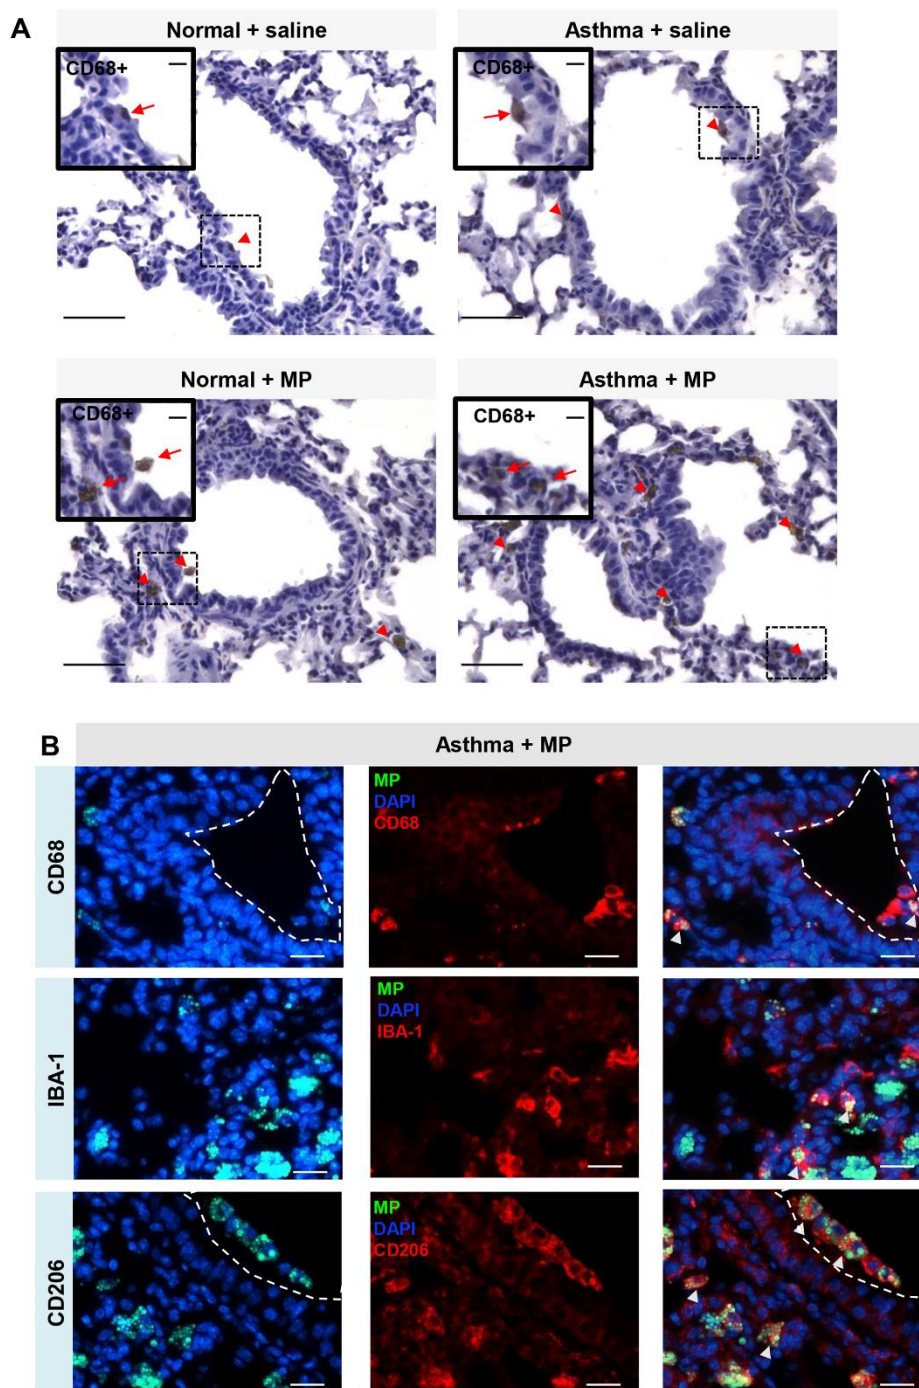 A
Normal + saline
Asthma + saline
CD68+
CD68+
Normal + MP
Asthma + MP
CD68+
CD68+
B
Asthma + MP
CD68
MP
DAPI
CD68
IBA-1
MP
DAPI
IBA-1
CD206
MP
DAPI
CD206